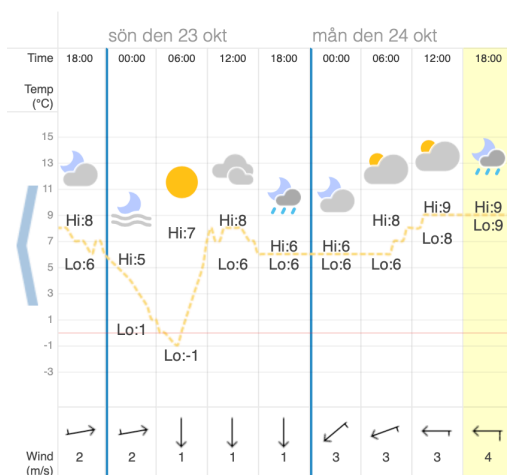 sön den 23 okt mån den 24 okt
Time 18:00 00:00 06:00 12:00 18:00 00:00 06:00 12:00 18:00
Temp
(°C)
15
13
11
9 Hi:8 Hi:8 Hi:8 Hi:9 Hi:9
Lo:9
7 Hi:7 Hi:6 Hi:6 Lo:8
5 Lo:6 Hi:5 Lo:6 Lo:6 Lo:6 Lo:6
3
1 Lo:1
-1 Lo:-1
-3
Wind 2 2 1 1 1 3 3 3 4
(m/s)